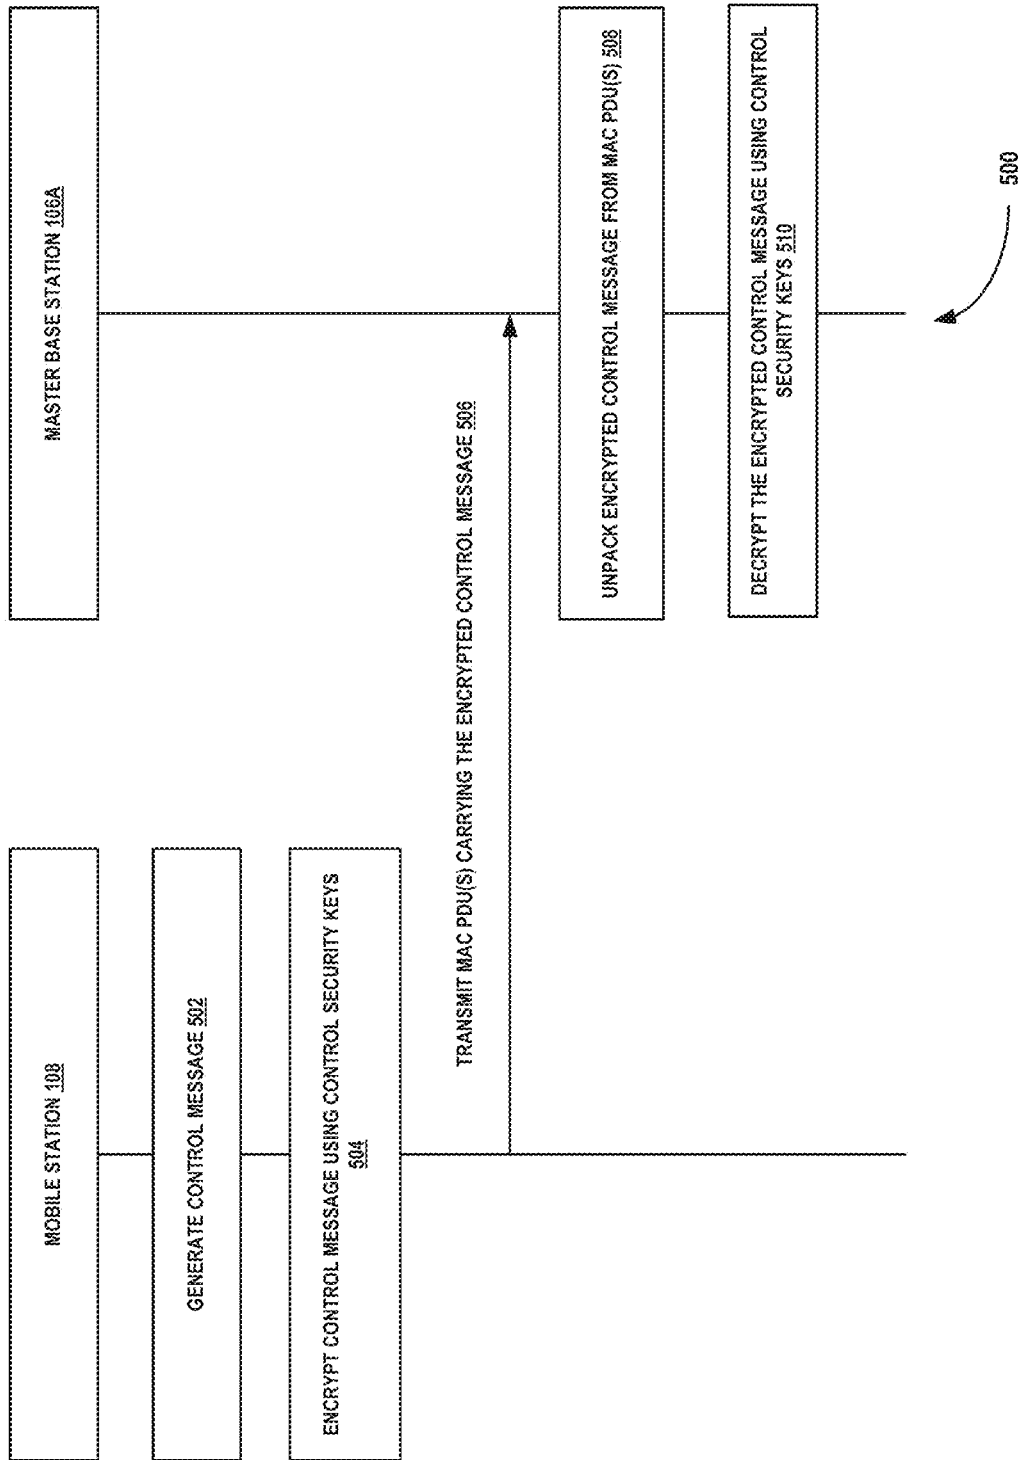 MOBILE STATION 108
MASTER BASE STATION 106A
GENERATE CONTROL MESSAGE 502
ENCRYPT CONTROL MESSAGE USING CONTROL SECURITY KEYS
504
TRANSMIT MAC PDU(S) CARRYING THE ENCRYPTED CONTROL MESSAGE 506
UNPACK ENCRYPTED CONTROL MESSAGE FROM MAC PDU(S) 508
DECRYPT THE ENCRYPTED CONTROL MESSAGE USING CONTROL
SECURITY KEYS 510
500